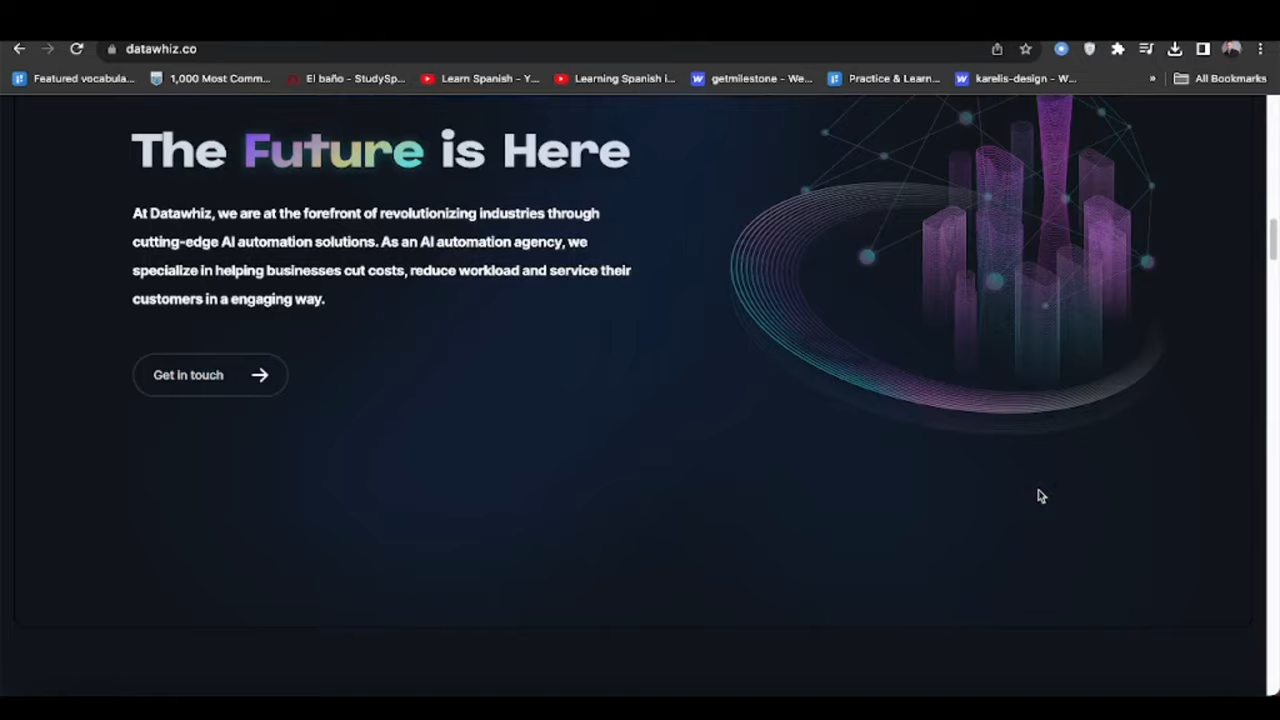 datawhiz.co
Featured vocabula... 1,000 Most Comm... El baño - StudySp... Learn Spanish - Y... Learning Spanish l... getmilestone - We... Practice & Learn... karelis-design - W... » All Bookmarks
The Future is Here
At Datawhiz, we are at the forefront of revolutionizing industries through
cutting-edge AI automation solutions. As an AI automation agency, we
specialize in helping businesses cut costs, reduce workload and service their
customers in a engaging way.
Get in touch